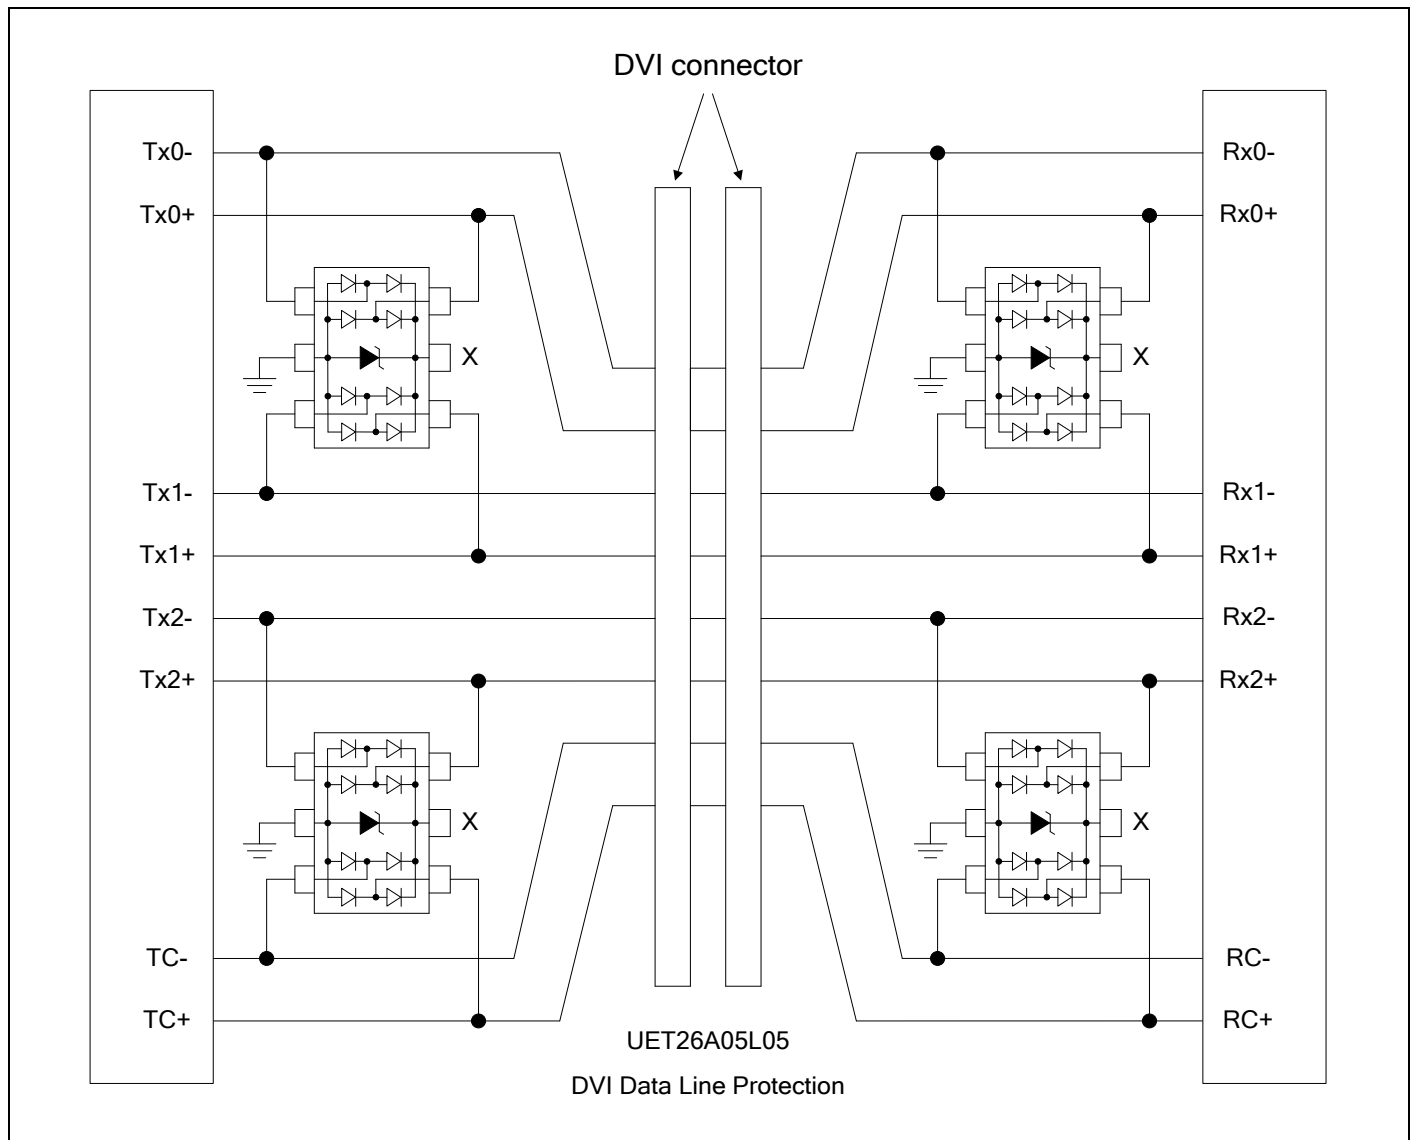 DVI connector
Tx0-
Rx0-
Tx0+
Rx0+
X
X
Tx1-
Rx1-
Tx1+
Rx1+
Tx2-
Rx2-
Tx2+
Rx2+
X
X
TC-
RC-
TC+
RC+
UET26A05L05
DVI Data Line Protection